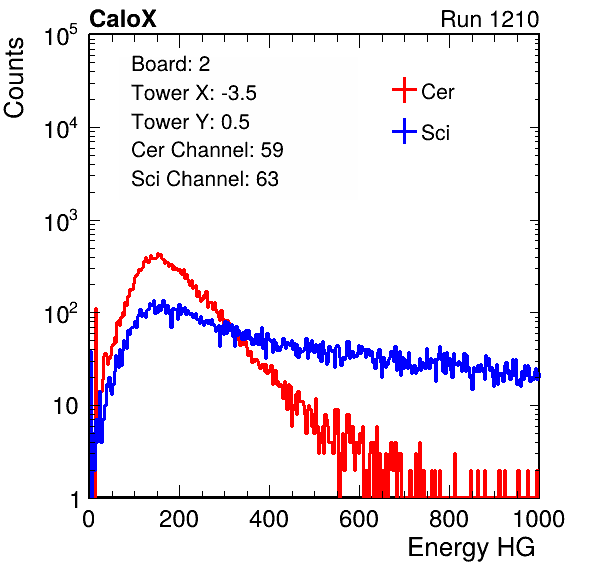 CaloX Run 1210
Counts
10^5
10^4
10^3
10^2
10
1
Board: 2
Tower X: -3.5
Tower Y: 0.5
Cer Channel: 59
Sci Channel: 63
Cer
Sci
0 200 400 600 800 1000
Energy HG